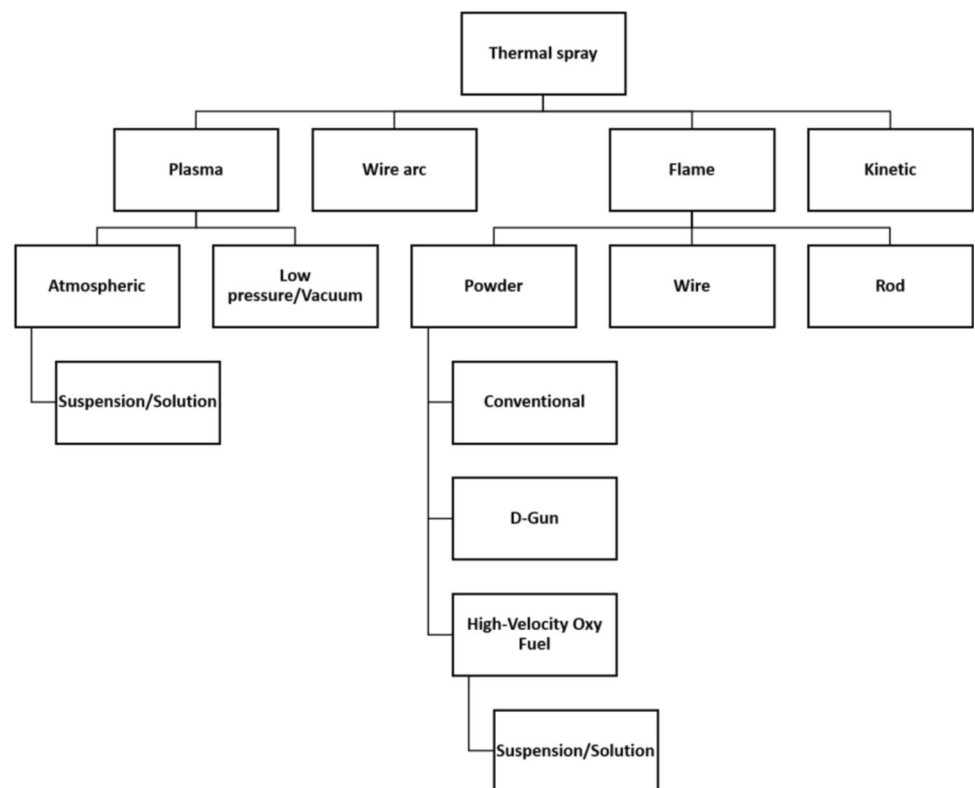 Thermal spray
Plasma
Wire arc
Flame
Kinetic
Atmospheric
Low
pressure/Vacuum
Powder
Wire
Rod
Suspension/Solution
Conventional
D-Gun
High-Velocity Oxy
Fuel
Suspension/Solution